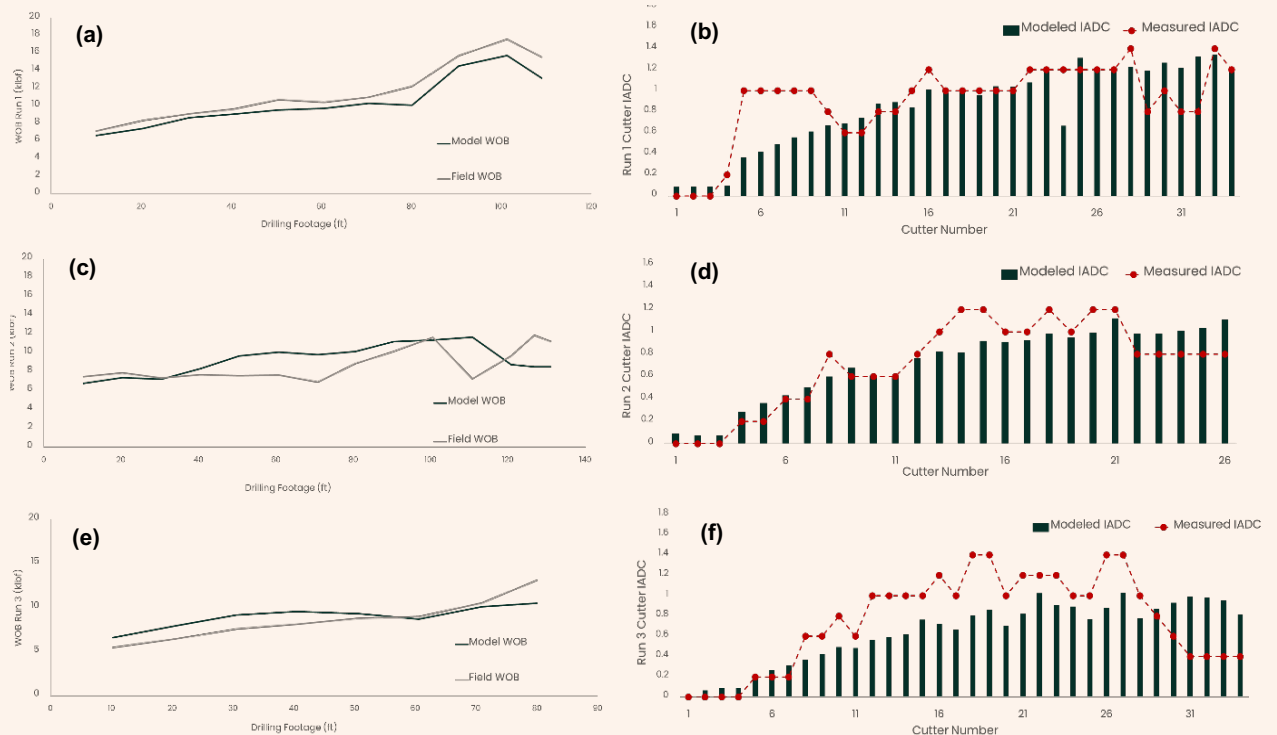 (a)
WOB Run 1 (klbf)
20
18
16
14
12
10
8
6
4
2
0
Model WOB
Field WOB
0 20 40 60 80 100 120
Drilling Footage (ft)
(b)
Modeled IADC Measured IADC
Run 1 Cutter IADC
1.6
1.4
1.2
1
0.8
0.6
0.4
0.2
0
1 6 11 16 21 26 31
Cutter Number
(c)
WOB Run 2 (klbf)
20
18
16
14
12
10
8
6
4
2
0
Model WOB
Field WOB
0 20 40 60 80 100 120 140
Drilling Footage (ft)
(d)
Modeled IADC Measured IADC
Run 2 Cutter IADC
1.6
1.4
1.2
1
0.8
0.6
0.4
0.2
0
1 6 11 16 21 26
Cutter Number
(e)
WOB Run 3 (klbf)
20
15
10
5
0
Model WOB
Field WOB
0 10 20 30 40 50 60 70 80 90
Drilling Footage (ft)
(f)
Modeled IADC Measured IADC
Run 3 Cutter IADC
1.8
1.6
1.4
1.2
1
0.8
0.6
0.4
0.2
0
1 6 11 16 21 26 31
Cutter Number